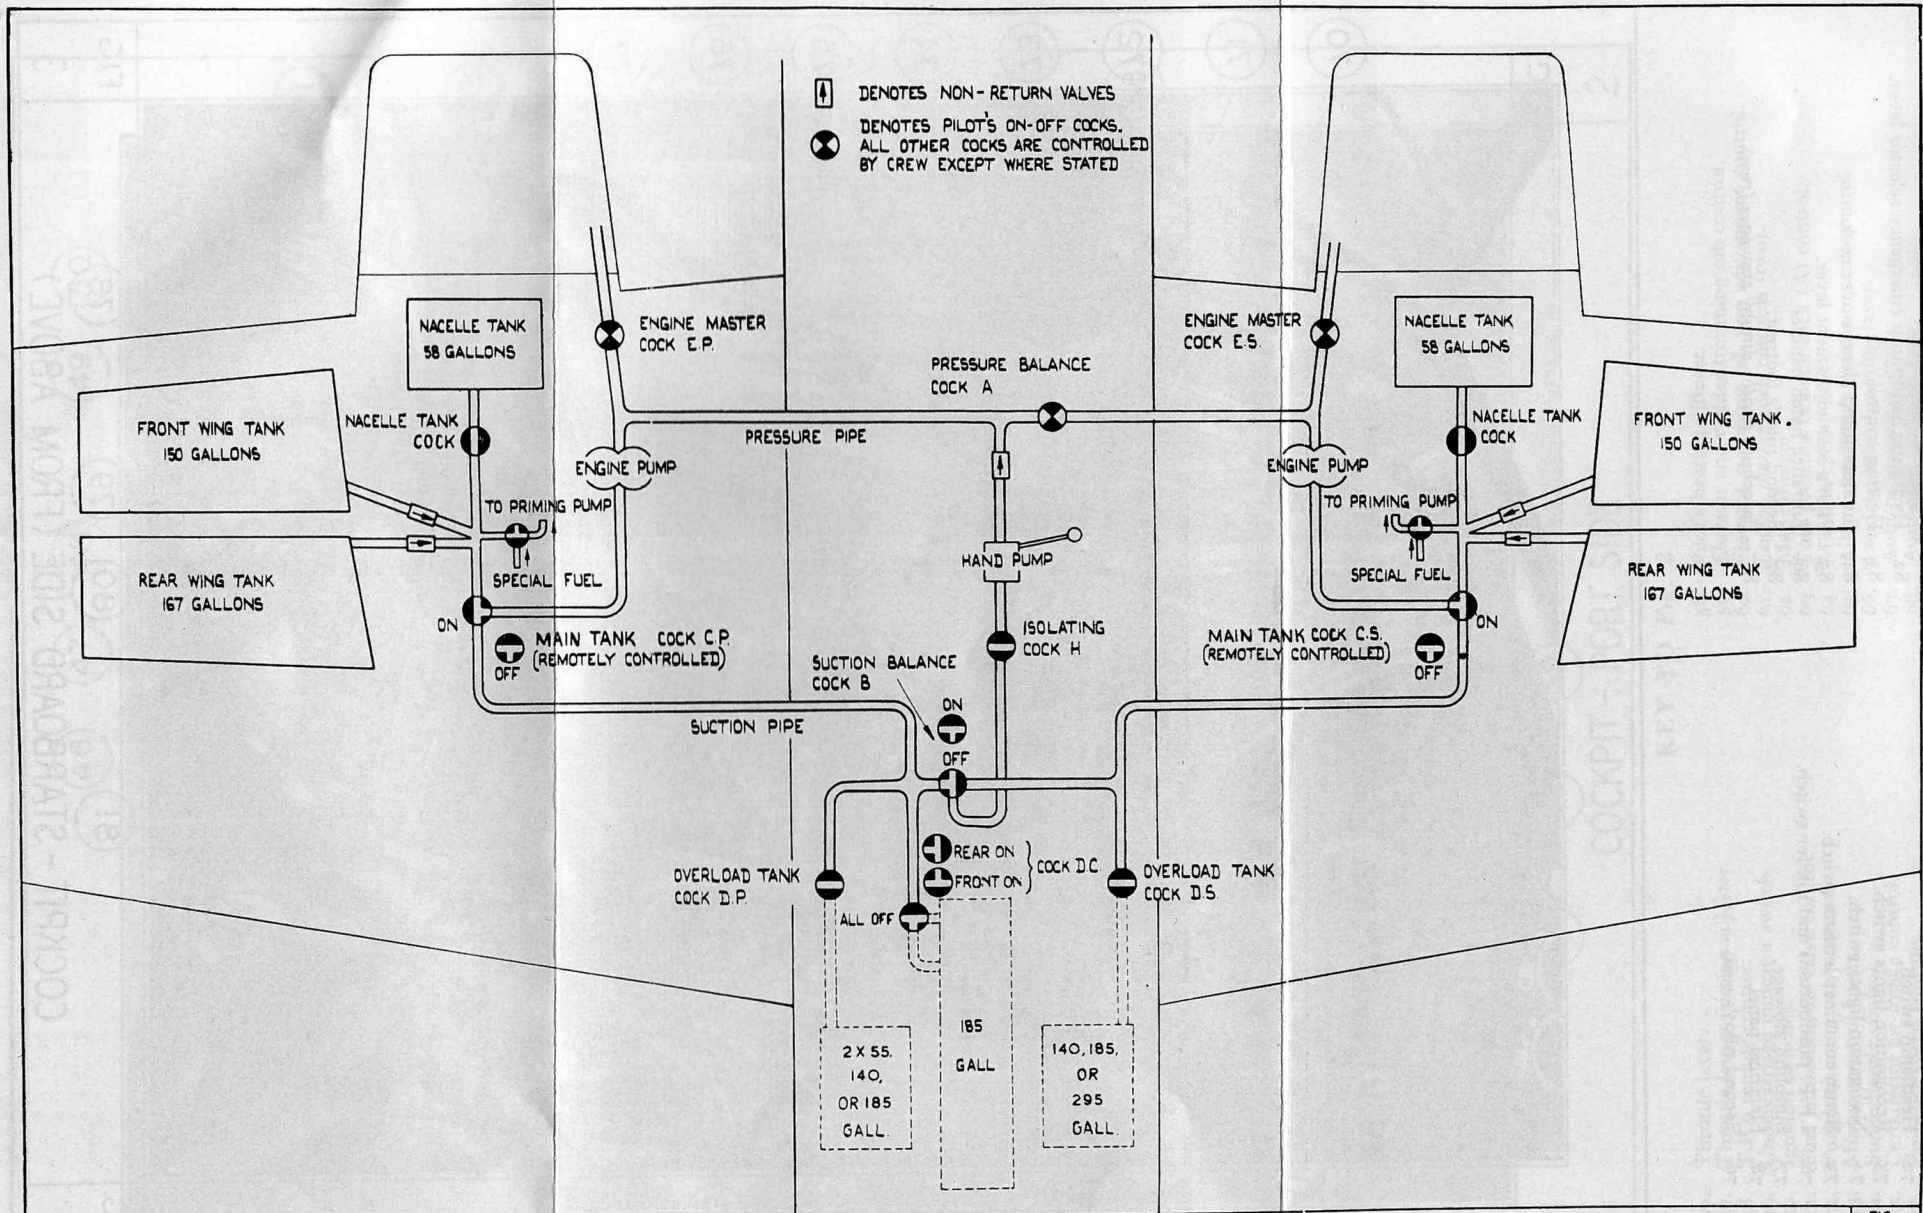 DENOTES NON-RETURN VALVES
DENOTES PILOT'S ON-OFF COCKS.
ALL OTHER COCKS ARE CONTROLLED
BY CREW EXCEPT WHERE STATED
NACELLE TANK
58 GALLONS
ENGINE MASTER
COCK E.P.
ENGINE MASTER
COCK E.S.
NACELLE TANK
58 GALLONS
PRESSURE BALANCE
COCK A
FRONT WING TANK
150 GALLONS
NACELLE TANK
COCK
PRESSURE PIPE
NACELLE TANK
COCK
FRONT WING TANK.
150 GALLONS
ENGINE PUMP
ENGINE PUMP
TO PRIMING PUMP
TO PRIMING PUMP
HAND PUMP
REAR WING TANK
167 GALLONS
SPECIAL FUEL
SPECIAL FUEL
REAR WING TANK
167 GALLONS
ON
MAIN TANK COCK C.P.
(REMOTELY CONTROLLED)
OFF
ISOLATING
COCK H
MAIN TANK COCK C.S.
(REMOTELY CONTROLLED)
ON
OFF
SUCTION BALANCE
COCK B
ON
OFF
SUCTION PIPE
REAR ON
FRONT ON
COCK D.C.
OVERLOAD TANK
COCK D.P.
OVERLOAD TANK
COCK D.S.
ALL OFF
2 X 55.
140,
OR 185
GALL.
185
GALL
140,185,
OR
295
GALL.